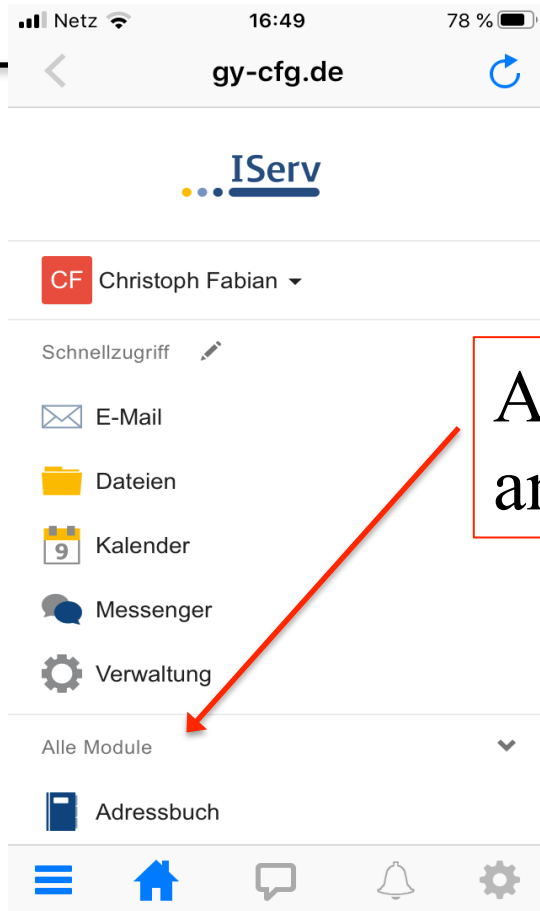 Netz 16:49 78 %
gy-cfg.de
IServ
CF Christoph Fabian
Schnellzugriff
E-Mail
Dateien
9 Kalender
Messenger
Verwaltung
Alle Module
Adressbuch